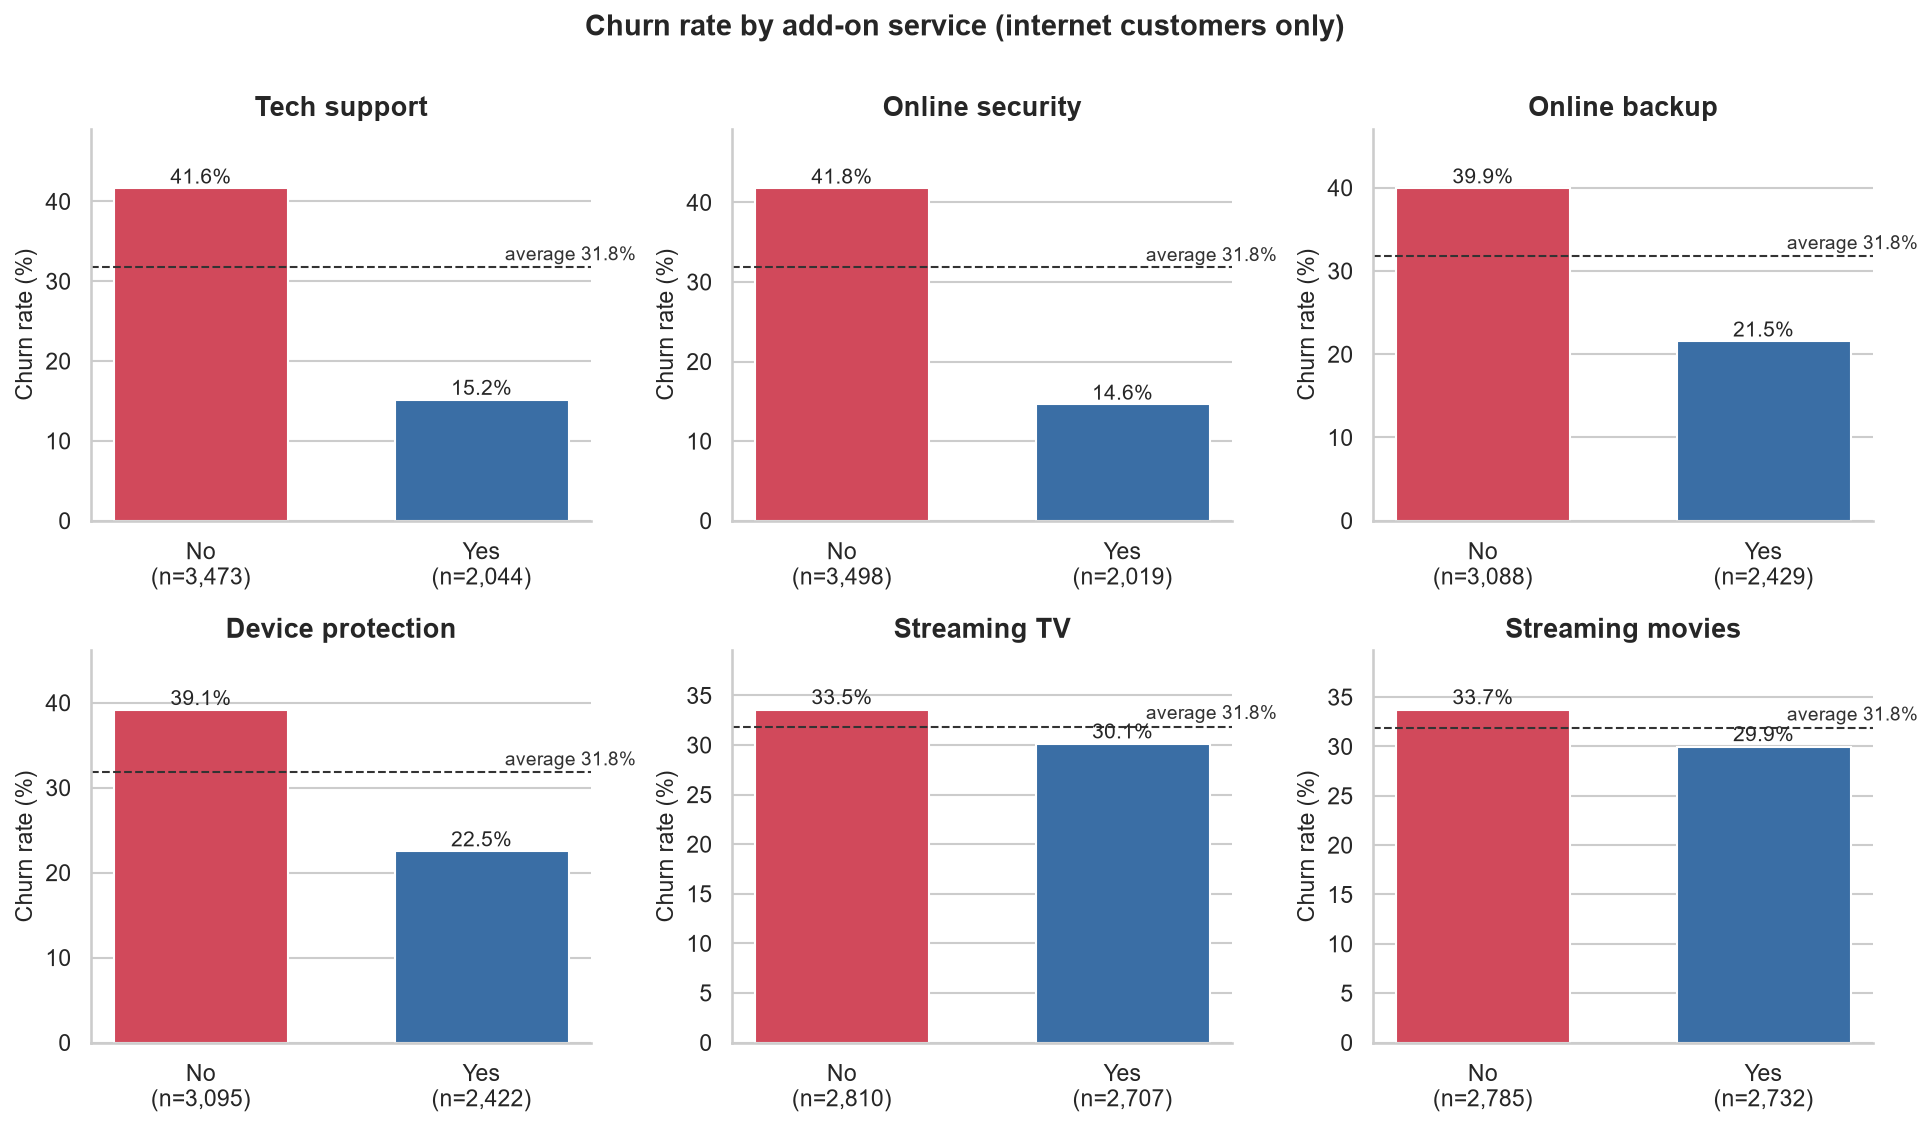 Churn rate by add-on service (internet customers only)
Tech support
Churn rate (%)
40
30
20
10
0
41.6%
average 31.8%
15.2%
No
(n=3,473)
Yes
(n=2,044)
Online security
Churn rate (%)
40
30
20
10
0
41.8%
average 31.8%
14.6%
No
(n=3,498)
Yes
(n=2,019)
Online backup
Churn rate (%)
40
30
20
10
0
39.9%
average 31.8%
21.5%
No
(n=3,088)
Yes
(n=2,429)
Device protection
Churn rate (%)
40
30
20
10
0
39.1%
average 31.8%
22.5%
No
(n=3,095)
Yes
(n=2,422)
Streaming TV
Churn rate (%)
35
30
25
20
15
10
5
0
33.5%
average 31.8%
30.1%
No
(n=2,810)
Yes
(n=2,707)
Streaming movies
Churn rate (%)
35
30
25
20
15
10
5
0
33.7%
average 31.8%
29.9%
No
(n=2,785)
Yes
(n=2,732)